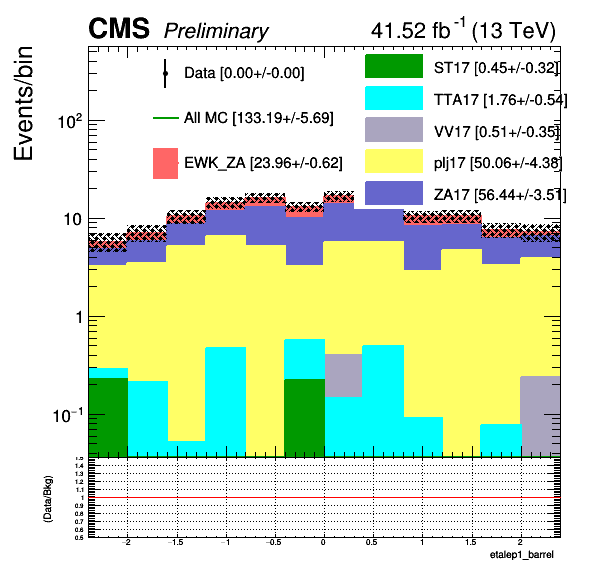 CMS Preliminary 41.52 fb⁻¹ (13 TeV)
Events/bin
Data [0.00+/-0.00]
All MC [133.19+/-5.69]
EWK_ZA [23.96+/-0.62]
ST17 [0.45+/-0.32]
TTA17 [1.76+/-0.54]
VV17 [0.51+/-0.35]
plj17 [50.06+/-4.38]
ZA17 [56.44+/-3.51]
10²
10
1
10⁻¹
(Data/Bkg)
1.5
1.4
1.3
1.2
1.1
1
0.9
0.8
0.7
0.6
0.5
−2 −1.5 −1 −0.5 0 0.5 1 1.5 2
etalep1_barrel